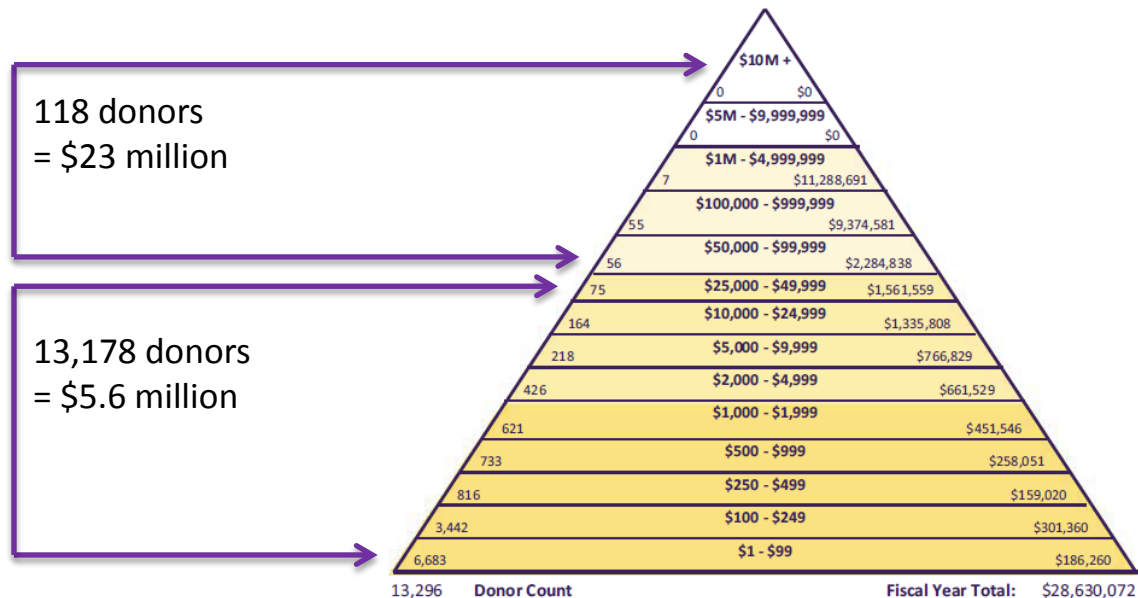 118 donors
= $23 million
13,178 donors
= $5.6 million
$10M +
0 $0
$5M - $9,999,999
0 $0
$1M - $4,999,999
7 $11,288,691
$100,000 - $999,999
55 $9,374,581
$50,000 - $99,999
56 $2,284,838
$25,000 - $49,999
75 $1,561,559
$10,000 - $24,999
164 $1,335,808
$5,000 - $9,999
218 $766,829
$2,000 - $4,999
426 $661,529
$1,000 - $1,999
621 $451,546
$500 - $999
733 $258,051
$250 - $499
816 $159,020
$100 - $249
3,442 $301,360
$1 - $99
6,683 $186,260
13,296 Donor Count Fiscal Year Total: $28,630,072